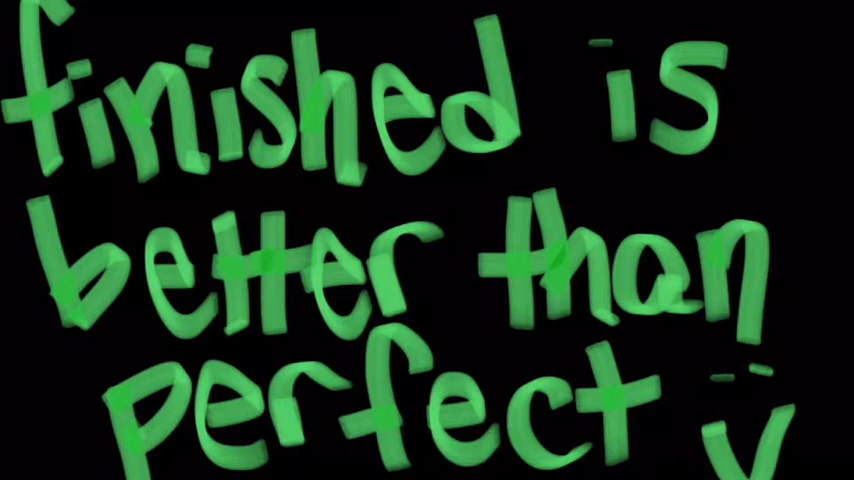 finished is
better than
perfect